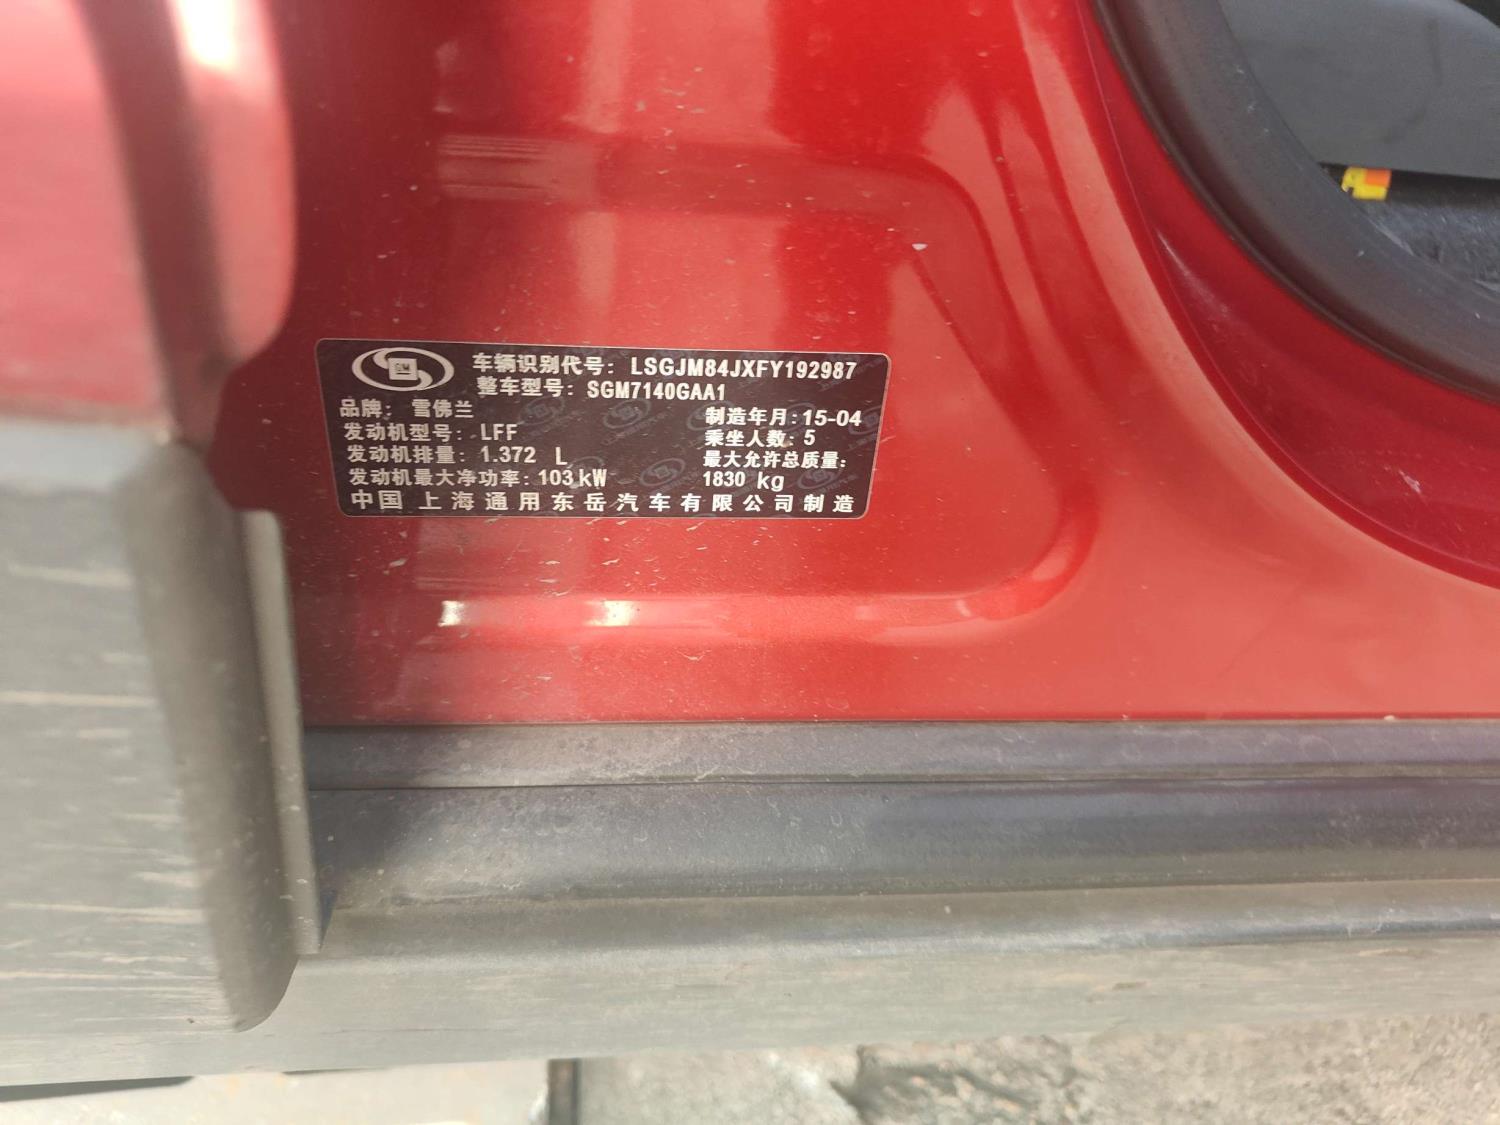 车辆识别代号: LSGJM84JXFY192987
整车型号: SGM7140GAA1
品牌: 雪佛兰
制造年月: 15-04
发动机型号: LFF
乘坐人数: 5
发动机排量: 1.372 L
最大允许总质量:
发动机最大净功率: 103 kW
1830 kg
中国 上海通用东岳汽车有限公司制造